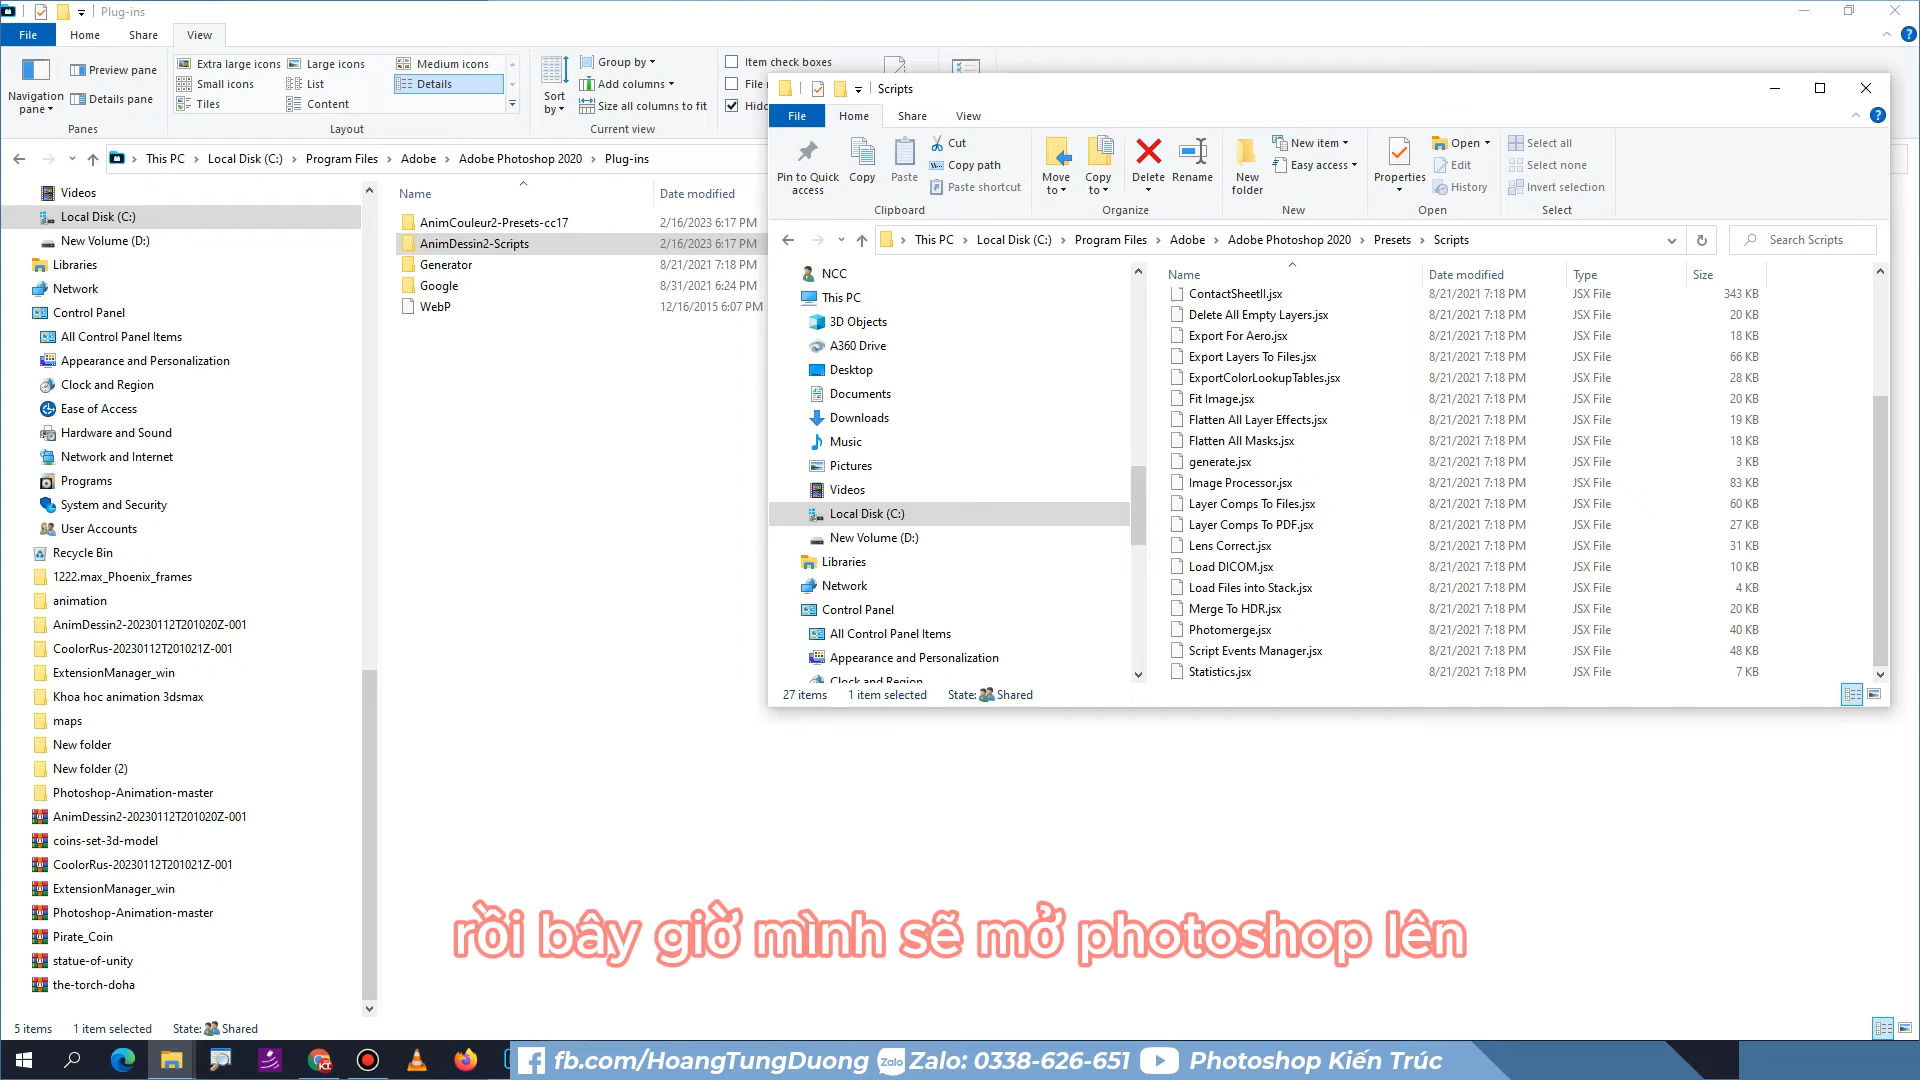 Plug-ins
File
Home
Share
View
Navigation pane
Preview pane
Details pane
Panes
Extra large icons
Large icons
Medium icons
Small icons
List
Details
Tiles
Content
Layout
Sort by
Group by
Add columns
Size all columns to fit
Current view
Item check boxes
This PC
Local Disk (C:)
Program Files
Adobe
Adobe Photoshop 2020
Plug-ins
Videos
Local Disk (C:)
New Volume (D:)
Libraries
Network
Control Panel
All Control Panel Items
Appearance and Personalization
Clock and Region
Ease of Access
Hardware and Sound
Network and Internet
Programs
System and Security
User Accounts
Recycle Bin
1222.max_Phoenix_frames
animation
AnimDessin2-20230112T201020Z-001
CoolorRus-20230112T201021Z-001
ExtensionManager_win
Khoa hoc animation 3dsmax
maps
New folder
New folder (2)
Photoshop-Animation-master
AnimDessin2-20230112T201020Z-001
coins-set-3d-model
CoolorRus-20230112T201021Z-001
ExtensionManager_win
Photoshop-Animation-master
Pirate_Coin
statue-of-unity
the-torch-doha
Name Date modified
AnimCouleur2-Presets-cc17 2/16/2023 6:17 PM
AnimDessin2-Scripts 2/16/2023 6:17 PM
Generator 8/21/2021 7:18 PM
Google 8/31/2021 6:24 PM
WebP 12/16/2015 6:07 PM
5 items 1 item selected State: Shared
Scripts
File
Home
Share
View
Pin to Quick access
Copy
Paste
Cut
Copy path
Paste shortcut
Clipboard
Move to
Copy to
Delete
Rename
Organize
New folder
New item
Easy access
New
Properties
Open
Edit
History
Open
Select all
Select none
Invert selection
Select
This PC
Local Disk (C:)
Program Files
Adobe
Adobe Photoshop 2020
Presets
Scripts
Search Scripts
NCC
This PC
3D Objects
A360 Drive
Desktop
Documents
Downloads
Music
Pictures
Videos
Local Disk (C:)
New Volume (D:)
Libraries
Network
Control Panel
All Control Panel Items
Appearance and Personalization
Clock and Region
Name Date modified Type Size
ContactSheetII.jsx 8/21/2021 7:18 PM JSX File 343 KB
Delete All Empty Layers.jsx 8/21/2021 7:18 PM JSX File 20 KB
Export For Aero.jsx 8/21/2021 7:18 PM JSX File 18 KB
Export Layers To Files.jsx 8/21/2021 7:18 PM JSX File 66 KB
ExportColorLookupTables.jsx 8/21/2021 7:18 PM JSX File 28 KB
Fit Image.jsx 8/21/2021 7:18 PM JSX File 20 KB
Flatten All Layer Effects.jsx 8/21/2021 7:18 PM JSX File 19 KB
Flatten All Masks.jsx 8/21/2021 7:18 PM JSX File 18 KB
generate.jsx 8/21/2021 7:18 PM JSX File 3 KB
Image Processor.jsx 8/21/2021 7:18 PM JSX File 83 KB
Layer Comps To Files.jsx 8/21/2021 7:18 PM JSX File 60 KB
Layer Comps To PDF.jsx 8/21/2021 7:18 PM JSX File 27 KB
Lens Correct.jsx 8/21/2021 7:18 PM JSX File 31 KB
Load DICOM.jsx 8/21/2021 7:18 PM JSX File 10 KB
Load Files into Stack.jsx 8/21/2021 7:18 PM JSX File 4 KB
Merge To HDR.jsx 8/21/2021 7:18 PM JSX File 20 KB
Photomerge.jsx 8/21/2021 7:18 PM JSX File 40 KB
Script Events Manager.jsx 8/21/2021 7:18 PM JSX File 48 KB
Statistics.jsx 8/21/2021 7:18 PM JSX File 7 KB
27 items 1 item selected State: Shared
rồi bây giờ mình sẽ mở photoshop lên
fb.com/HoangTungDuong Zalo Zalo: 0338-626-651 Photoshop Kiến Trúc